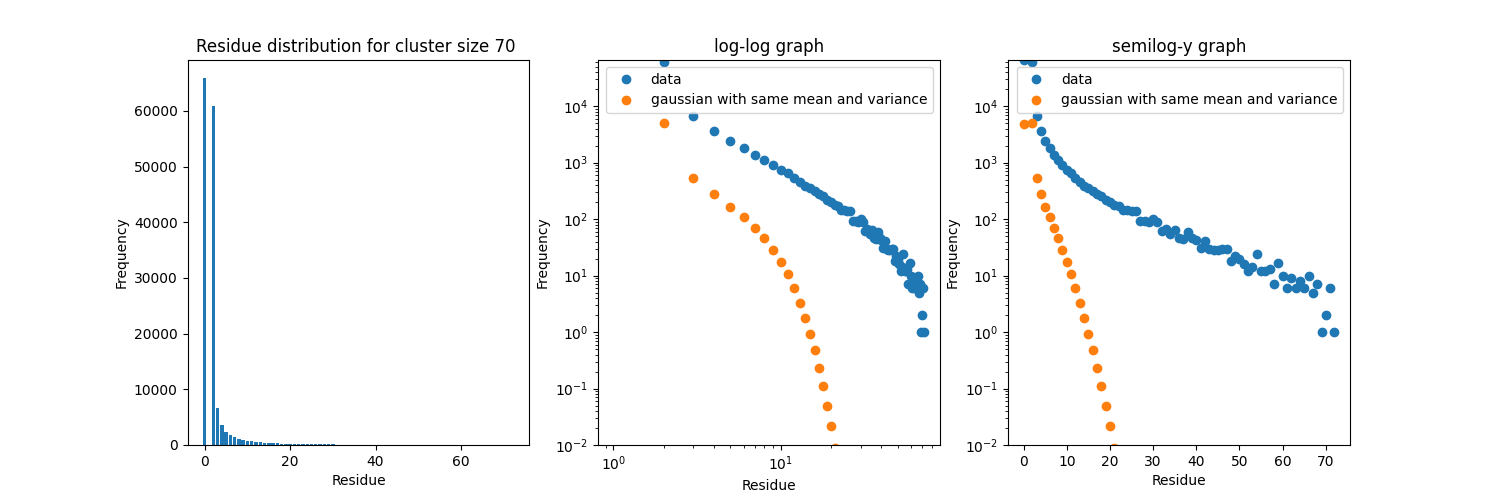 Residue distribution for cluster size 70
60000
50000
40000
30000
20000
10000
0
Frequency
0 20 40 60
Residue
log-log graph
data
gaussian with same mean and variance
10^4
10^3
10^2
10^1
10^0
10^-1
10^-2
Frequency
10^0 10^1
Residue
semilog-y graph
data
gaussian with same mean and variance
10^4
10^3
10^2
10^1
10^0
10^-1
10^-2
Frequency
0 10 20 30 40 50 60 70
Residue